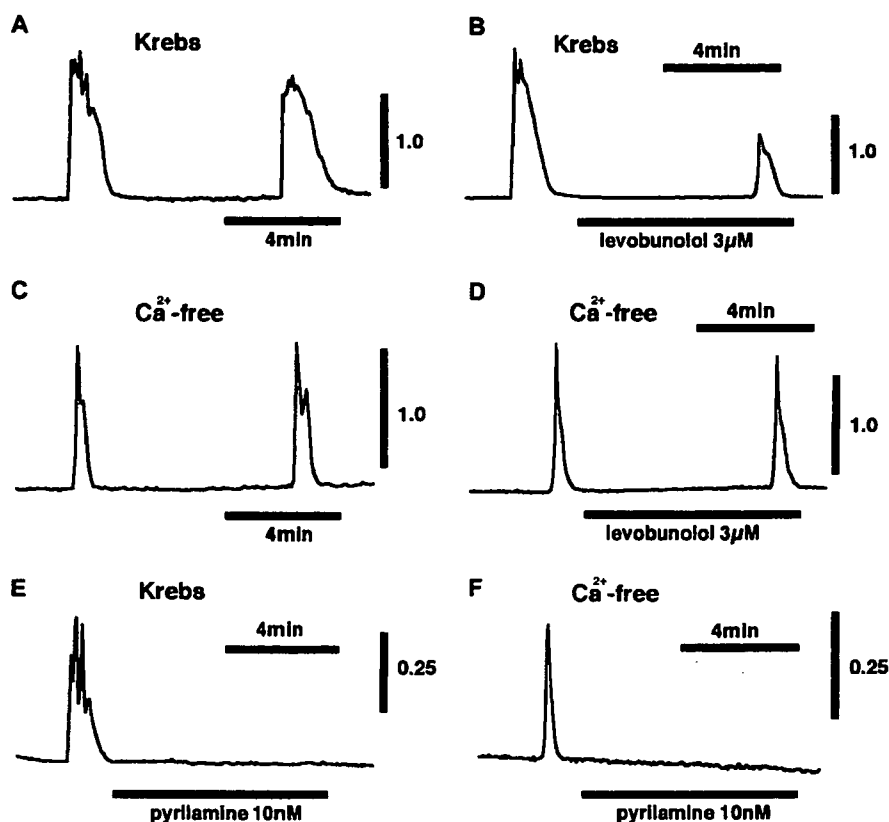 A
Krebs
1.0
4min
B
Krebs
4min
1.0
levobunolol 3µM
C
Ca2+-free
1.0
4min
D
Ca2+-free
4min
1.0
levobunolol 3µM
E
Krebs
4min
0.25
pyrilamine 10nM
F
Ca2+-free
4min
0.25
pyrilamine 10nM